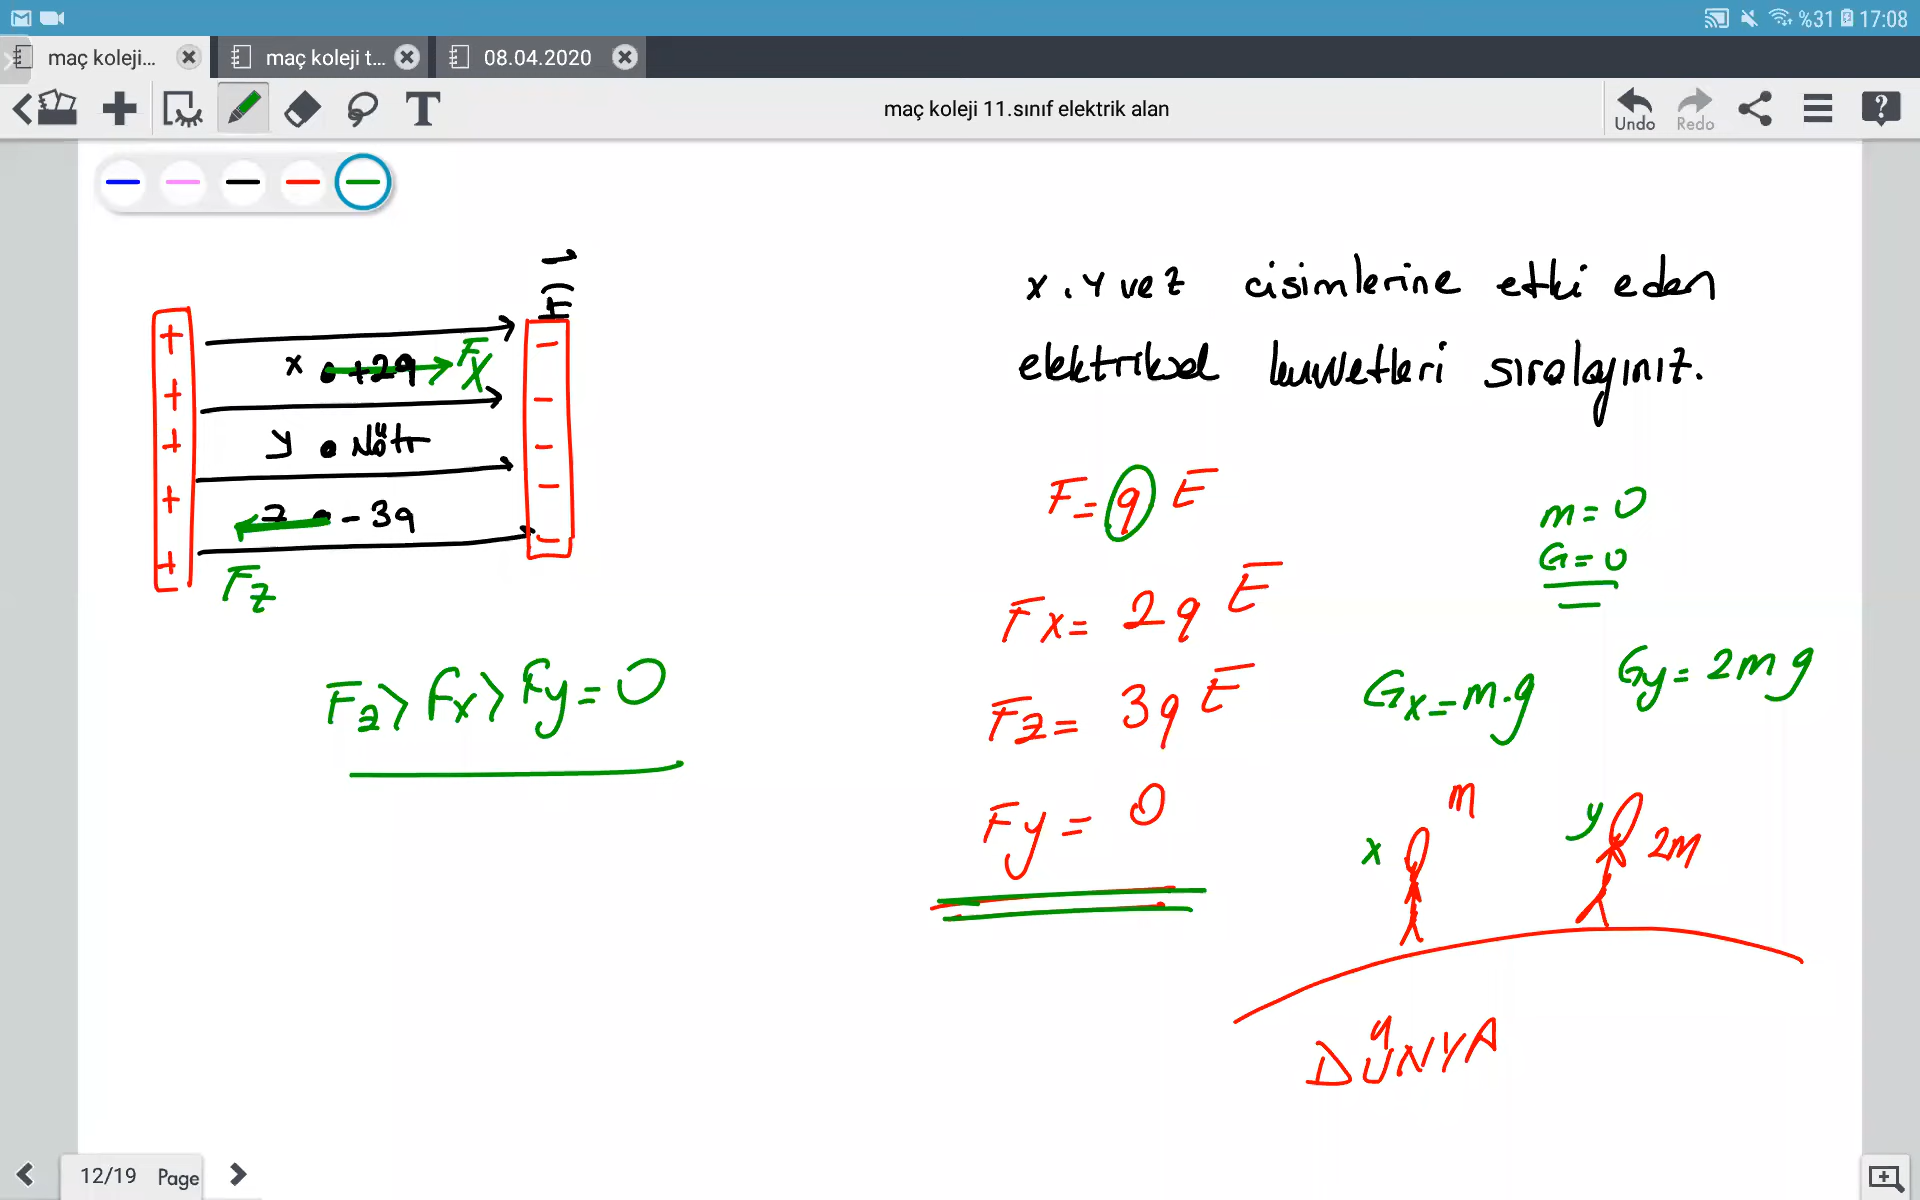 %31 17:08
maç koleji...
maç koleji t...
08.04.2020
maç koleji 11.sınıf elektrik alan
Undo
Redo
T
?
E
x +2q Fx
y Nötr
z -3q
Fz
Fz > Fx > Fy = 0
x, y ve z cisimlerine etki eden
elektriksel kuvvetleri sıralayınız.
F = q E
Fx = 2q E
Fz = 3q E
Fy = 0
m = 0
G = 0
Gx = m.g
Gy = 2mg
x m
y 2m
DÜNYA
12/19 Page